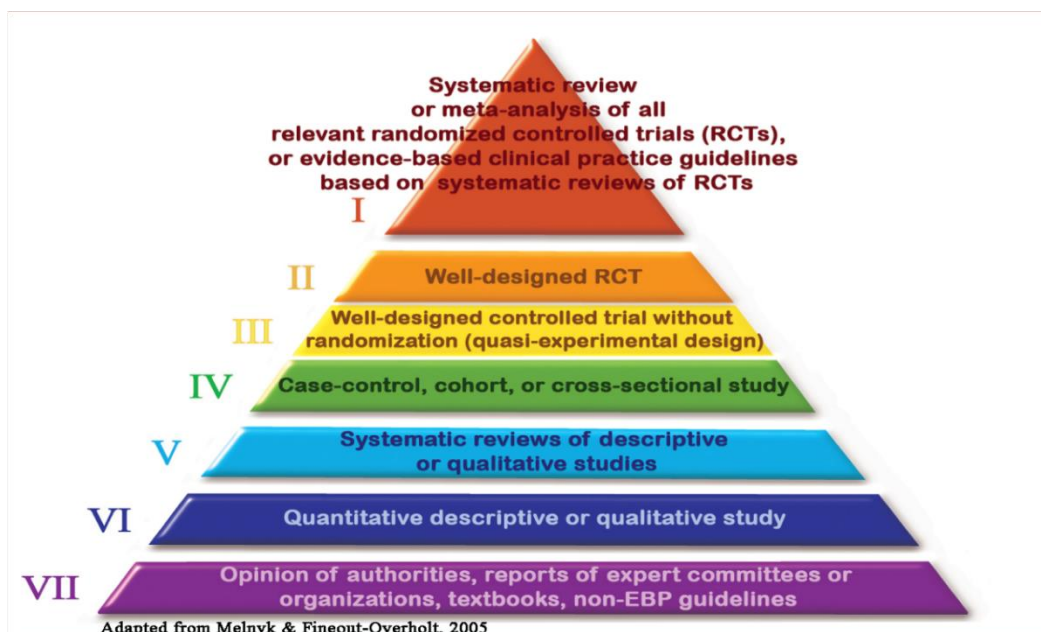 Systematic review
or meta-analysis of all
relevant randomized controlled trials (RCTs),
or evidence-based clinical practice guidelines
based on systematic reviews of RCTs
I
II
Well-designed RCT
III
Well-designed controlled trial without
randomization (quasi-experimental design)
IV
Case-control, cohort, or cross-sectional study
V
Systematic reviews of descriptive
or qualitative studies
VI
Quantitative descriptive or qualitative study
VII
Opinion of authorities, reports of expert committees or
organizations, textbooks, non-EBP guidelines
Adapted from Melnyk & Fineout-Overholt, 2005